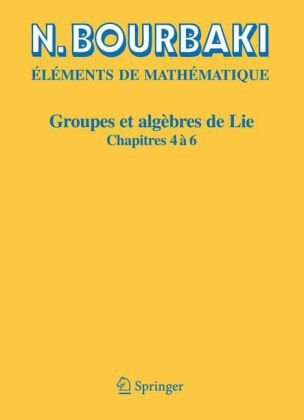 N. BOURBAKI
ÉLÉMENTS DE MATHÉMATIQUE
Groupes et algèbres de Lie
Chapitres 4 à 6
Springer